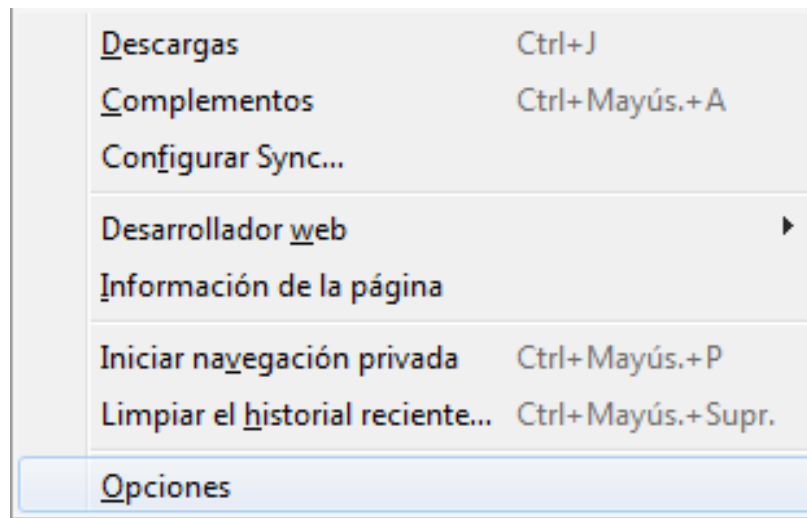 Descargas Ctrl+J
Complementos Ctrl+Mayús.+A
Configurar Sync...
Desarrollador web
Información de la página
Iniciar navegación privada Ctrl+Mayús.+P
Limpiar el historial reciente... Ctrl+Mayús.+Supr.
Opciones